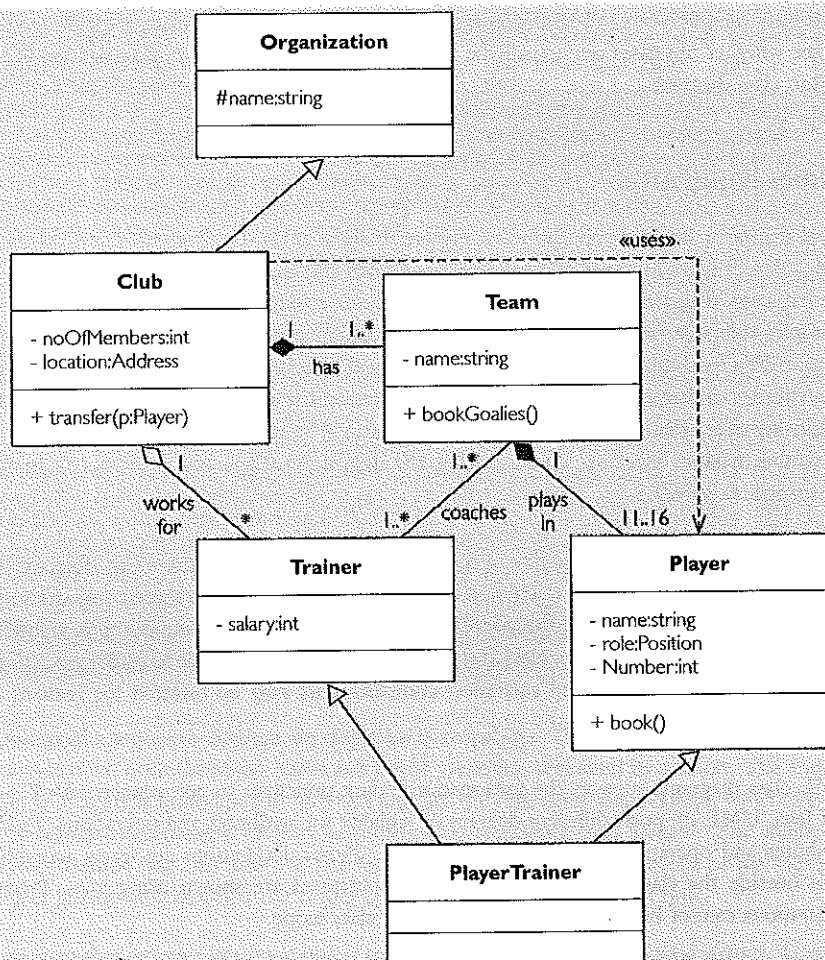 Organization
#name:string
«uses»
Club
- noOfMembers:int
- location:Address
+ transfer(p:Player)
1
1..*
has
Team
- name:string
+ bookGoalies()
1
works
for
*
1..*
coaches
1..*
1
plays
in
11..16
Trainer
- salary:int
Player
- name:string
- role:Position
- Number:int
+ book()
PlayerTrainer